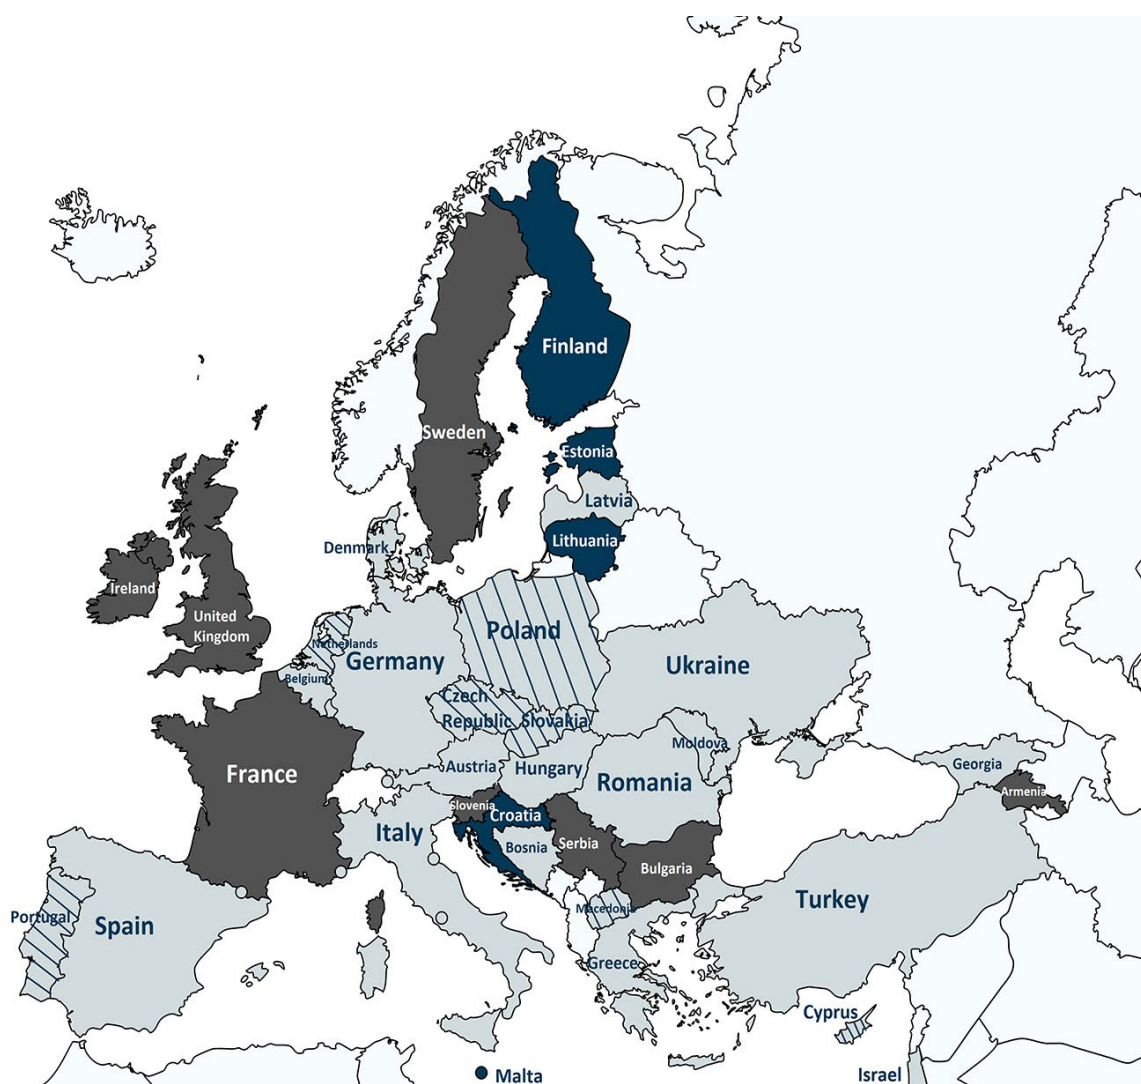 Finland
Sweden
Estonia
Latvia
Lithuania
Denmark
Ireland
United
Kingdom
Netherlands
Poland
Germany
Belgium
Ukraine
Czech
Republic
Slovakia
Moldova
France
Austria
Hungary
Romania
Georgia
Armenia
Slovenia
Croatia
Italy
Bosnia
Serbia
Bulgaria
Turkey
Portugal
Spain
Macedonia
Greece
Cyprus
Israel
Malta